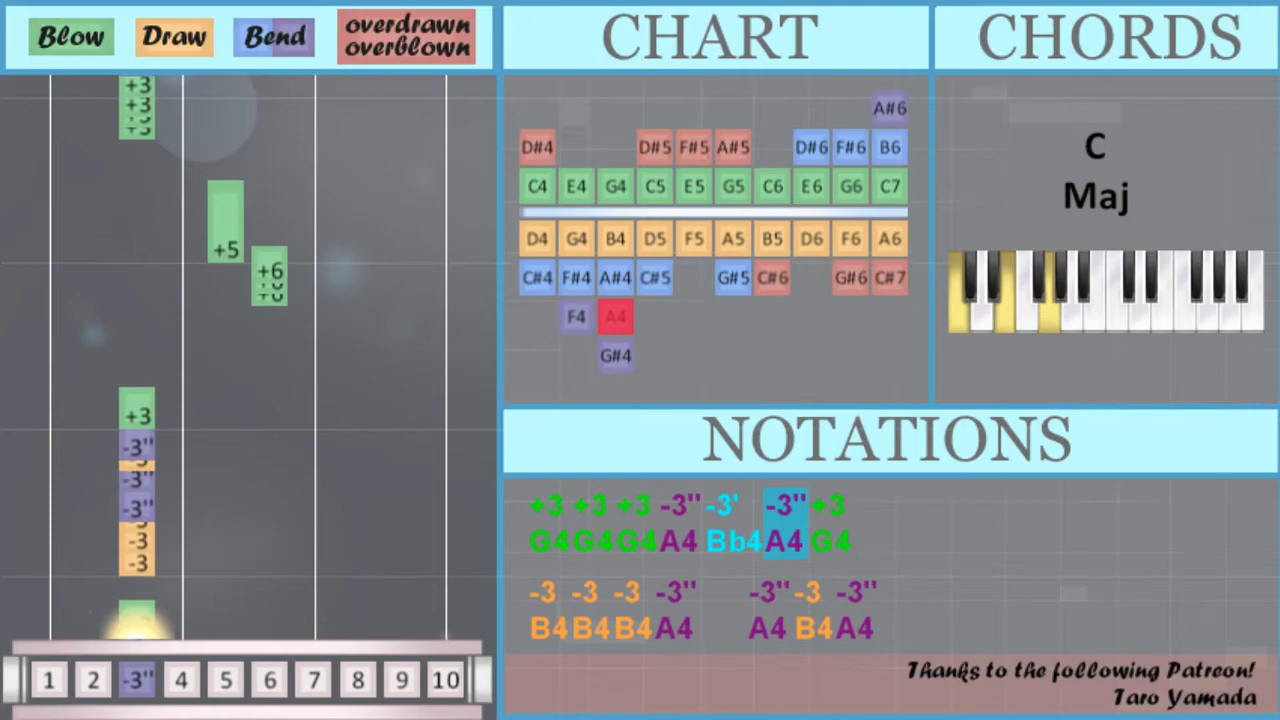 Blow Draw Bend overdrawn
overblown
CHART
CHORDS
+3
+3
+3
+5
+6
+3
-3''
-3''
-3''
-3
-3
1 2 -3'' 4 5 6 7 8 9 10
A#6
D#4 D#5 F#5 A#5 D#6 F#6 B6
C4 E4 G4 C5 E5 G5 C6 E6 G6 C7
D4 G4 B4 D5 F5 A5 B5 D6 F6 A6
C#4 F#4 A#4 C#5 G#5 C#6 G#6 C#7
F4 A4
G#4
C
Maj
NOTATIONS
+3 +3 +3 -3'' -3' -3'' +3
G4 G4 G4 A4 Bb4 A4 G4
-3 -3 -3 -3'' -3'' -3 -3''
B4 B4 B4 A4 A4 B4 A4
Thanks to the following Patreon!
Taro Yamada